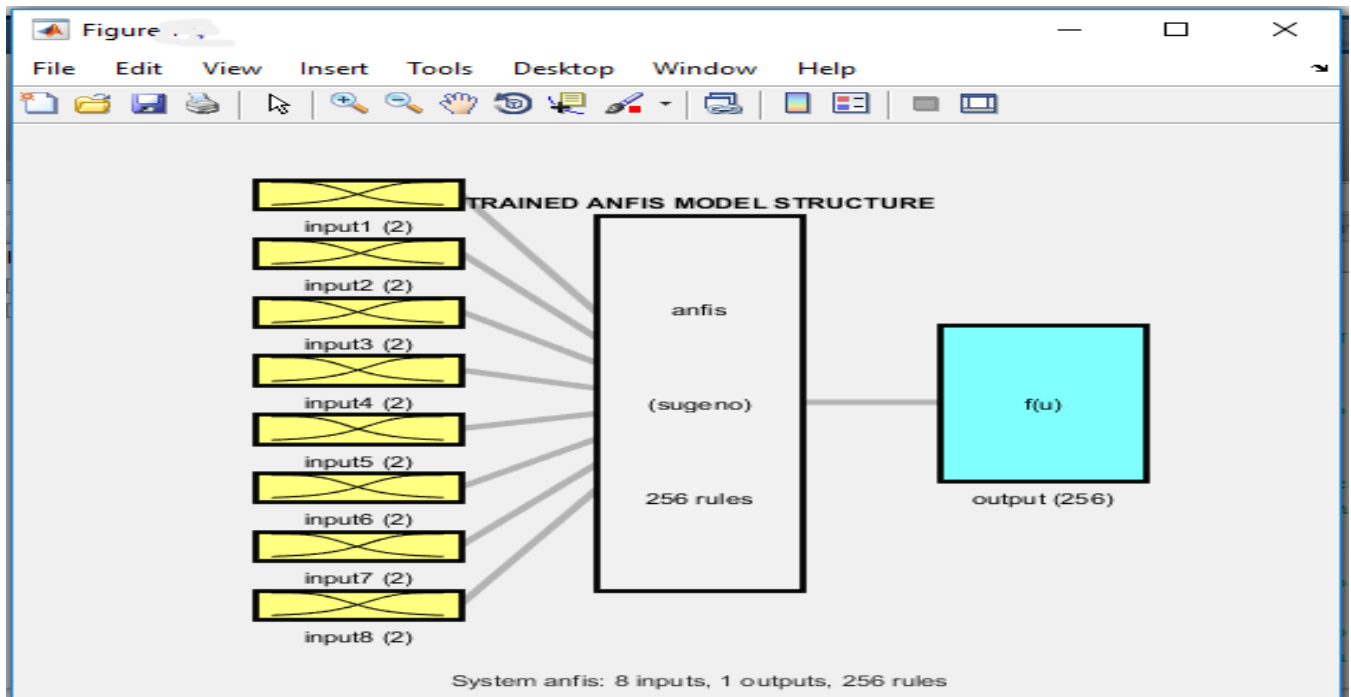 Figure
File Edit View Insert Tools Desktop Window Help
TRAINED ANFIS MODEL STRUCTURE
input1 (2)
input2 (2)
input3 (2)
input4 (2)
input5 (2)
input6 (2)
input7 (2)
input8 (2)
anfis
(sugeno)
256 rules
f(u)
output (256)
System anfis: 8 inputs, 1 outputs, 256 rules